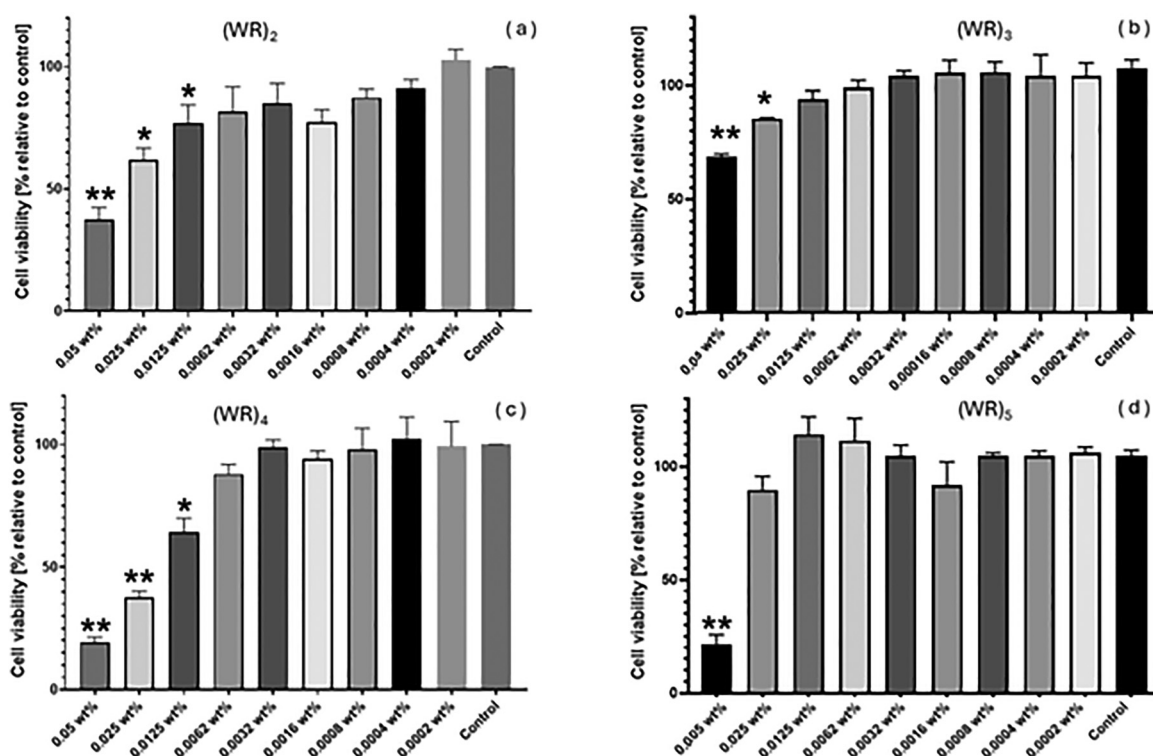 (WR)2
(a)
Cell viability [% relative to control]
100
50
0
**
*
*
0.05 wt%
0.025 wt%
0.0125 wt%
0.0062 wt%
0.0032 wt%
0.0016 wt%
0.0008 wt%
0.0004 wt%
0.0002 wt%
Control
(WR)3
(b)
Cell viability [% relative to control]
100
50
0
**
*
wt%
0.025 wt%
0.0125 wt%
0.0062 wt%
0.0032 wt%
0.00016 wt%
0.0008 wt%
0.0004 wt%
0.0002 wt%
Control
(WR)4
(c)
Cell viability [% relative to control]
100
50
0
**
**
*
0.05 wt%
0.025 wt%
0.0125 wt%
0.0062 wt%
0.0032 wt%
0.0016 wt%
0.0008 wt%
0.0004 wt%
0.0002 wt%
Control
(WR)5
(d)
Cell viability [% relative to control]
100
50
0
**
0.005 wt%
0.025 wt%
0.0125 wt%
0.0062 wt%
0.0032 wt%
0.0016 wt%
0.0008 wt%
0.0004 wt%
0.0002 wt%
Control